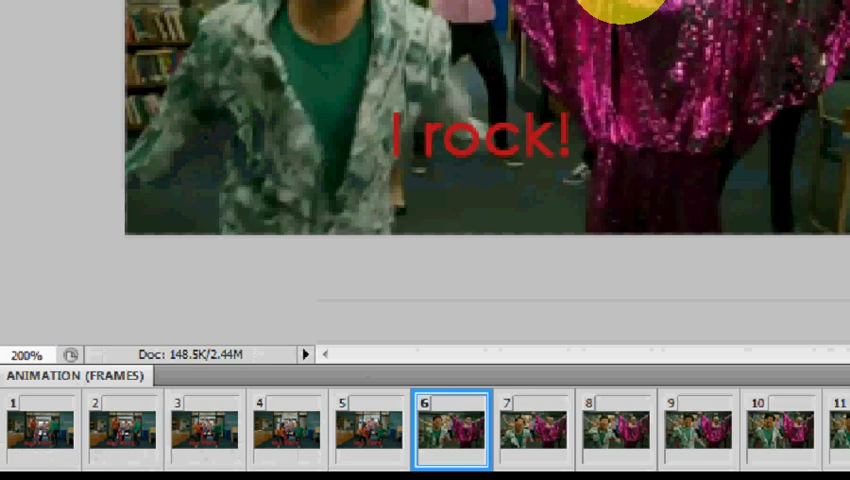 I rock!
200%
Doc: 148.5K/2.44M
ANIMATION (FRAMES)
1 2 3 4 5 6 7 8 9 10 11